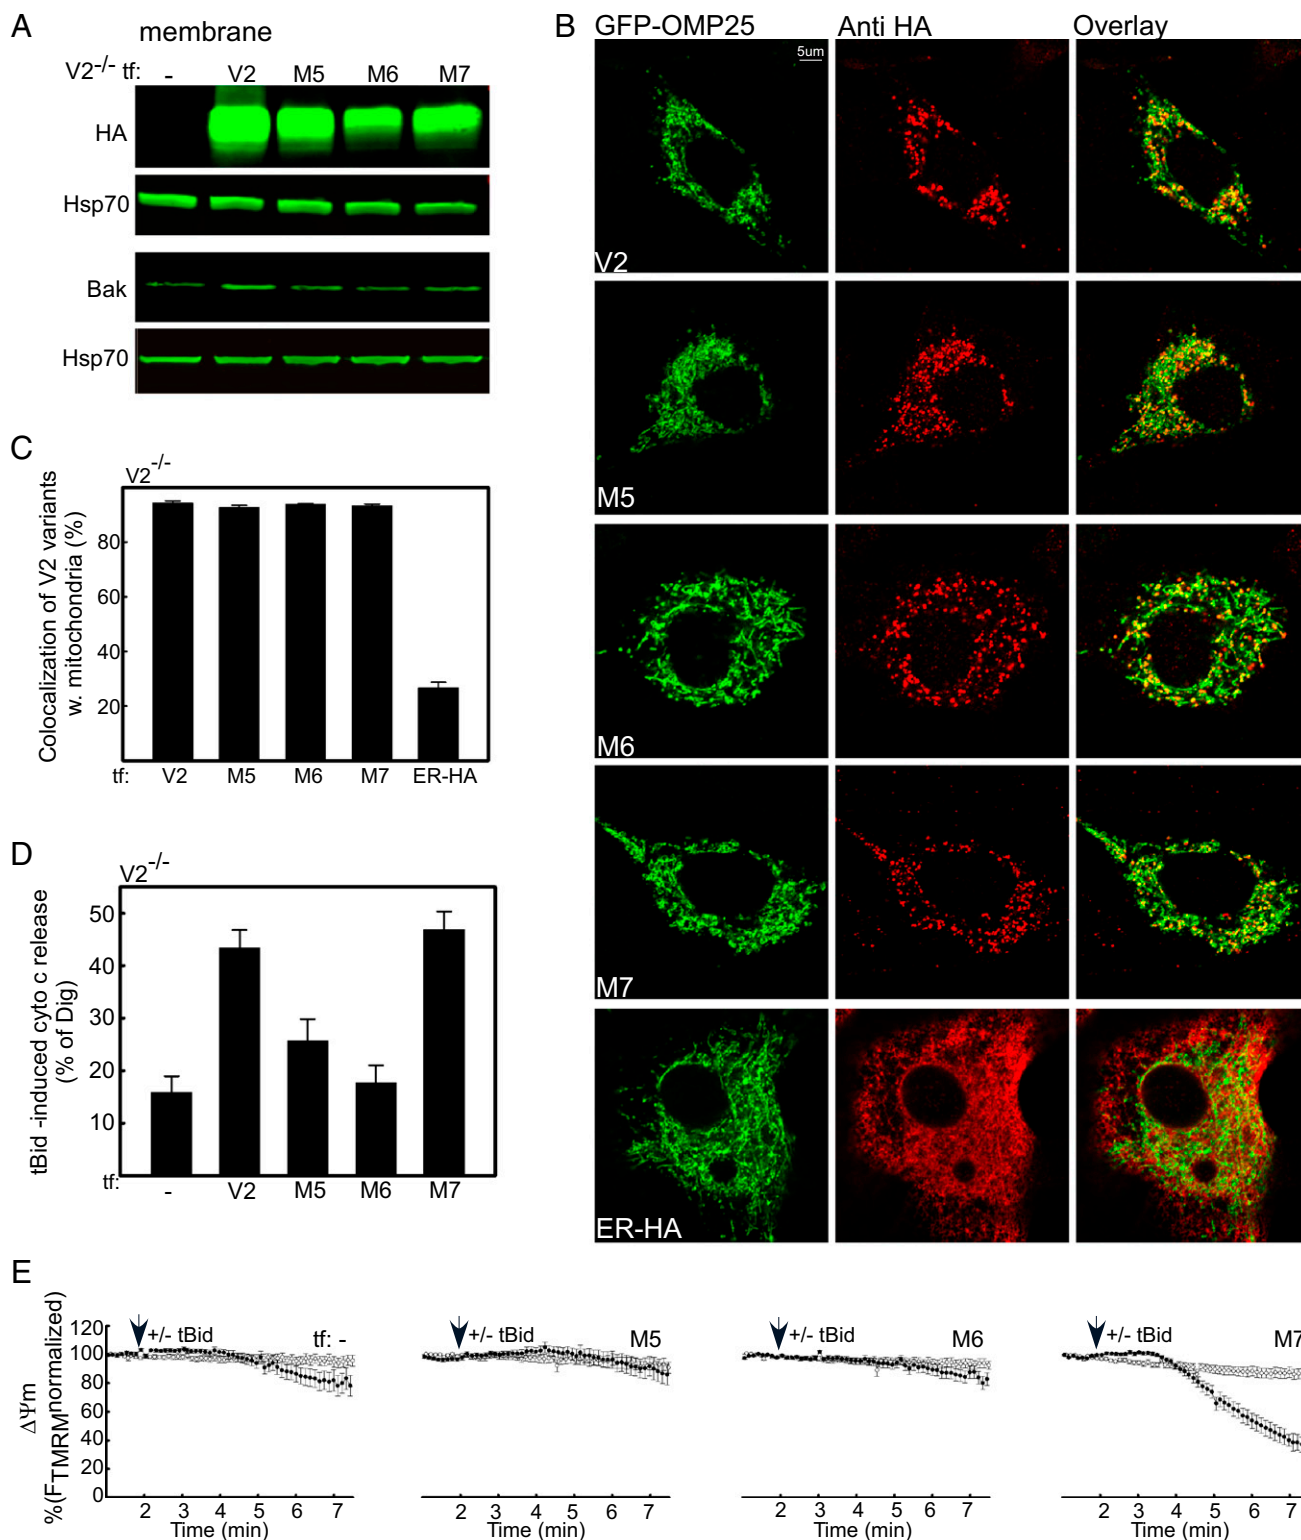 A
membrane
V2-/- tf: - V2 M5 M6 M7
HA
Hsp70
Bak
Hsp70
B
GFP-OMP25 Anti HA Overlay
5um
V2
M5
M6
M7
ER-HA
C
V2-/-
Colocalization of V2 variants
w. mitochondria (%)
80
60
40
20
tf: V2 M5 M6 M7 ER-HA
D
V2-/-
tBid -induced cyto c release
(% of Dig)
50
40
30
20
10
tf: - V2 M5 M6 M7
E
ΔΨm
%(FTMRM normalized)
120
100
80
60
40
20
0
+/- tBid tf: -
2 3 4 5 6 7
Time (min)
+/- tBid M5
2 3 4 5 6 7
Time (min)
+/- tBid M6
2 3 4 5 6 7
Time (min)
+/- tBid M7
2 3 4 5 6 7
Time (min)